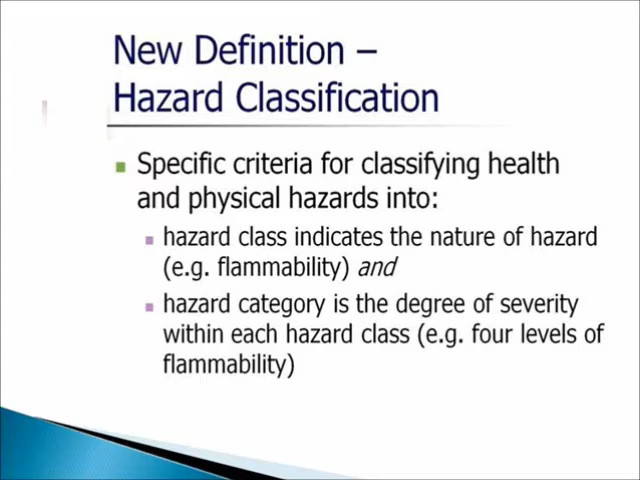 New Definition –
Hazard Classification
Specific criteria for classifying health
and physical hazards into:
hazard class indicates the nature of hazard
(e.g. flammability) and
hazard category is the degree of severity
within each hazard class (e.g. four levels of
flammability)